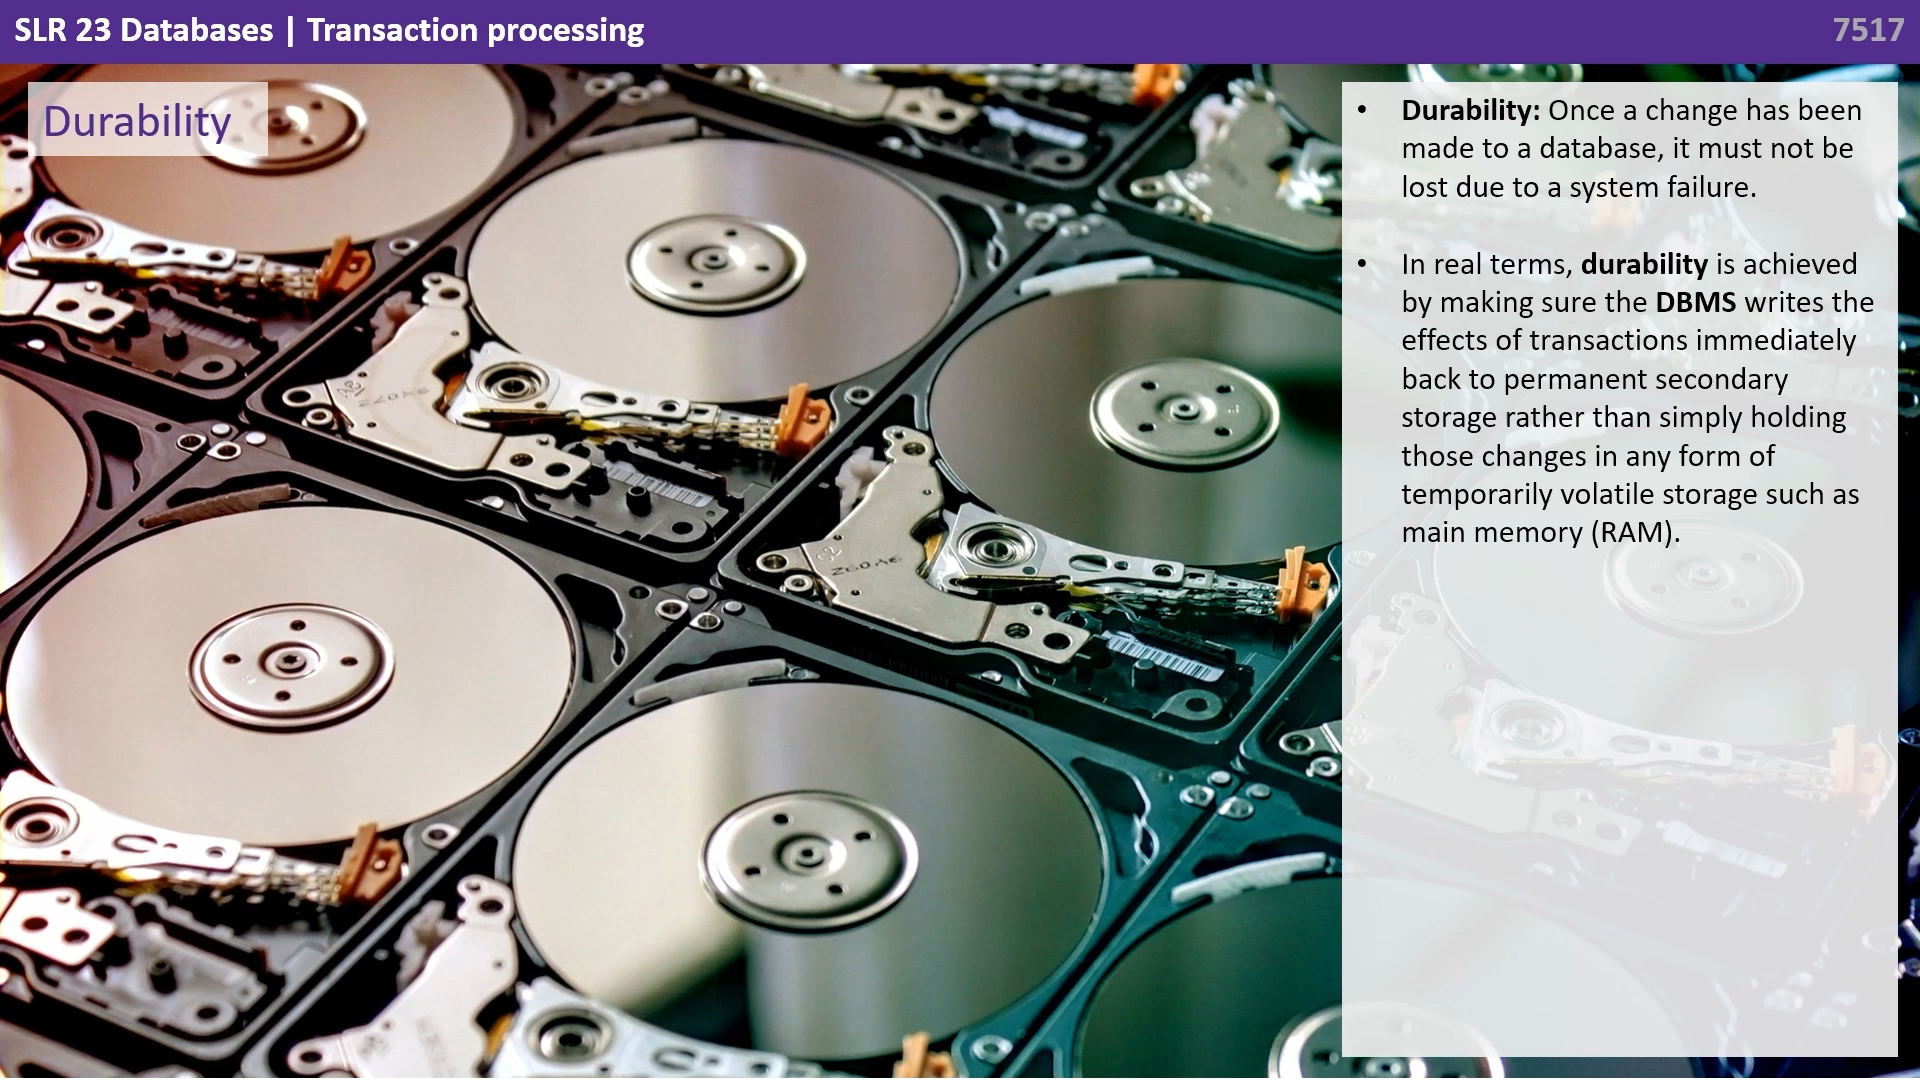 SLR 23 Databases | Transaction processing
7517
Durability
• Durability: Once a change has been
made to a database, it must not be
lost due to a system failure.
• In real terms, durability is achieved
by making sure the DBMS writes the
effects of transactions immediately
back to permanent secondary
storage rather than simply holding
those changes in any form of
temporarily volatile storage such as
main memory (RAM).